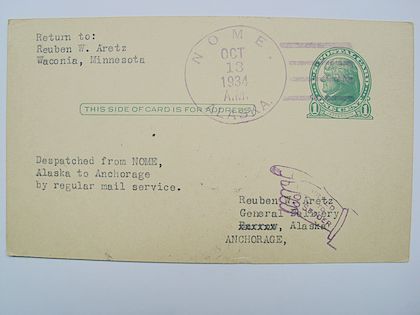 Return to:
Reuben W. Aretz
Waconia, Minnesota
NOME,
OCT
13
1934
A.M.
ALASKA.
1
1
THIS SIDE OF CARD IS FOR ADDRESS
Despatched from NOME,
Alaska to Anchorage
by regular mail service.
Reuben W Aretz
General Delivery
Alaska
ANCHORAGE,